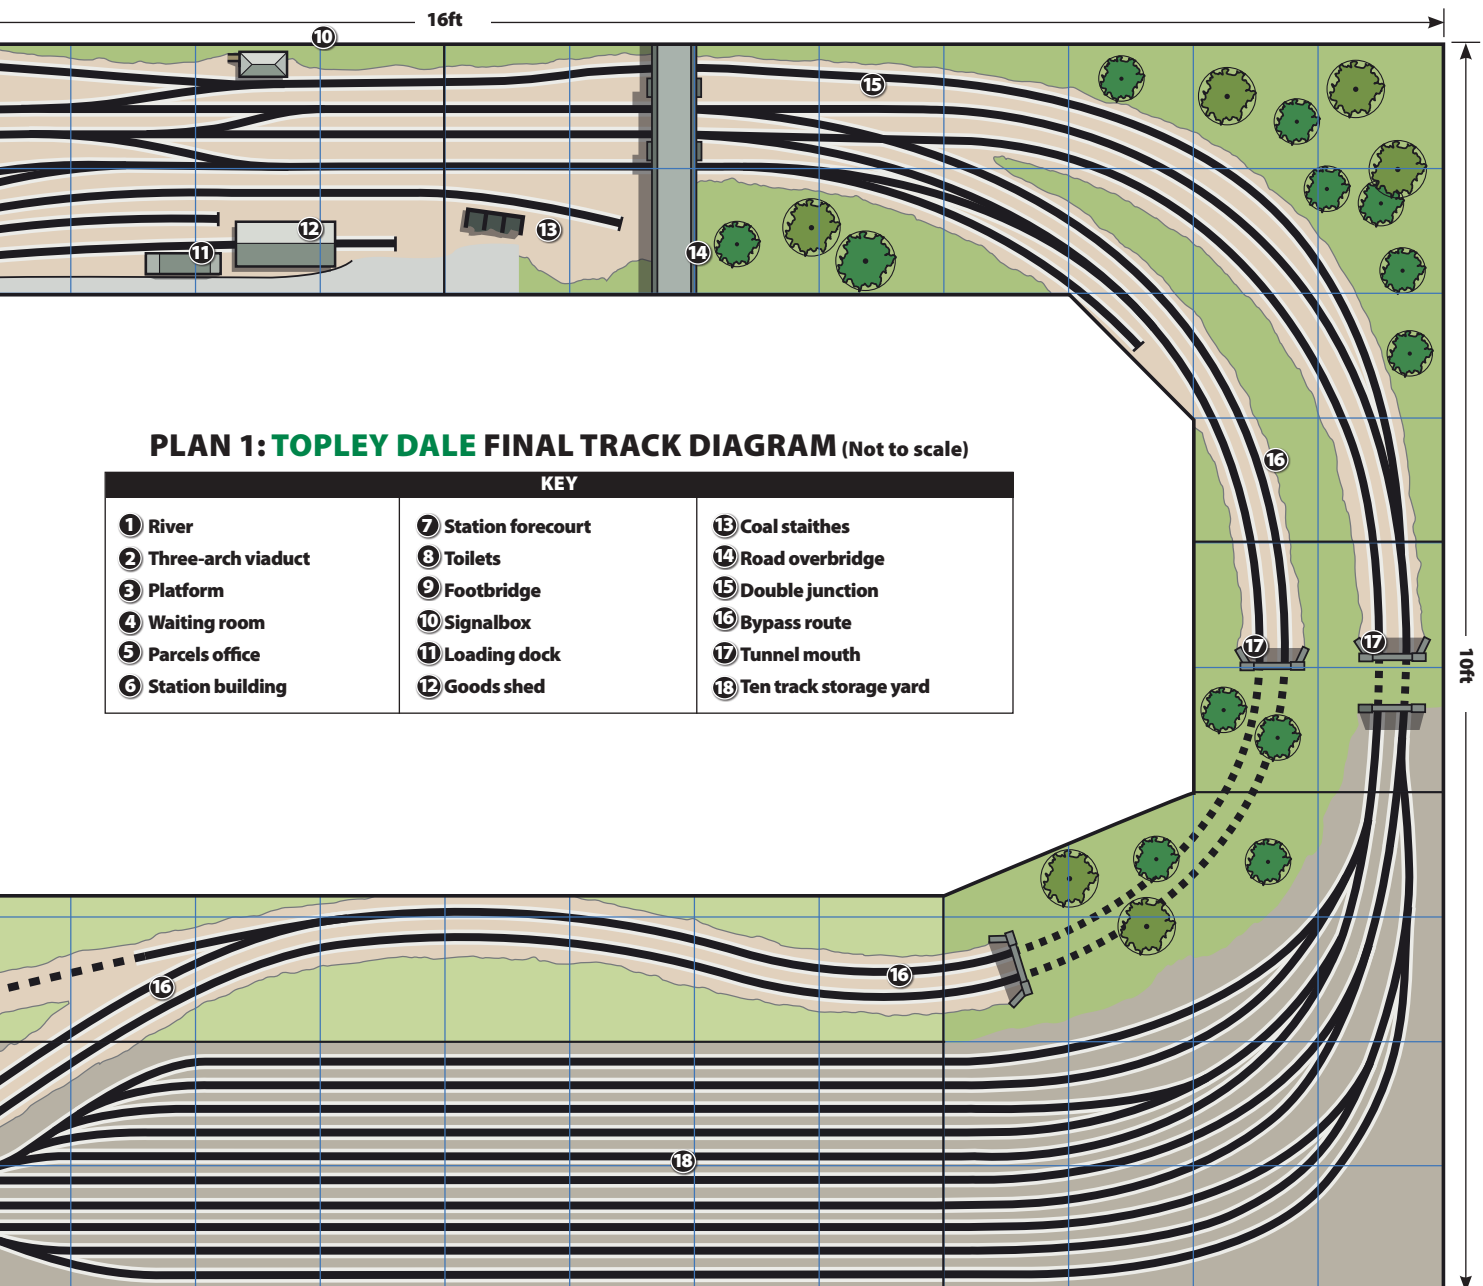 16ft
10
15
12
13
11
14
PLAN 1: TOPLEY DALE FINAL TRACK DIAGRAM (Not to scale)
KEY
1 River
2 Three-arch viaduct
3 Platform
4 Waiting room
5 Parcels office
6 Station building
7 Station forecourt
8 Toilets
9 Footbridge
10 Signalbox
11 Loading dock
12 Goods shed
13 Coal staithes
14 Road overbridge
15 Double junction
16 Bypass route
17 Tunnel mouth
18 Ten track storage yard
16
17
17
10ft
16
16
18